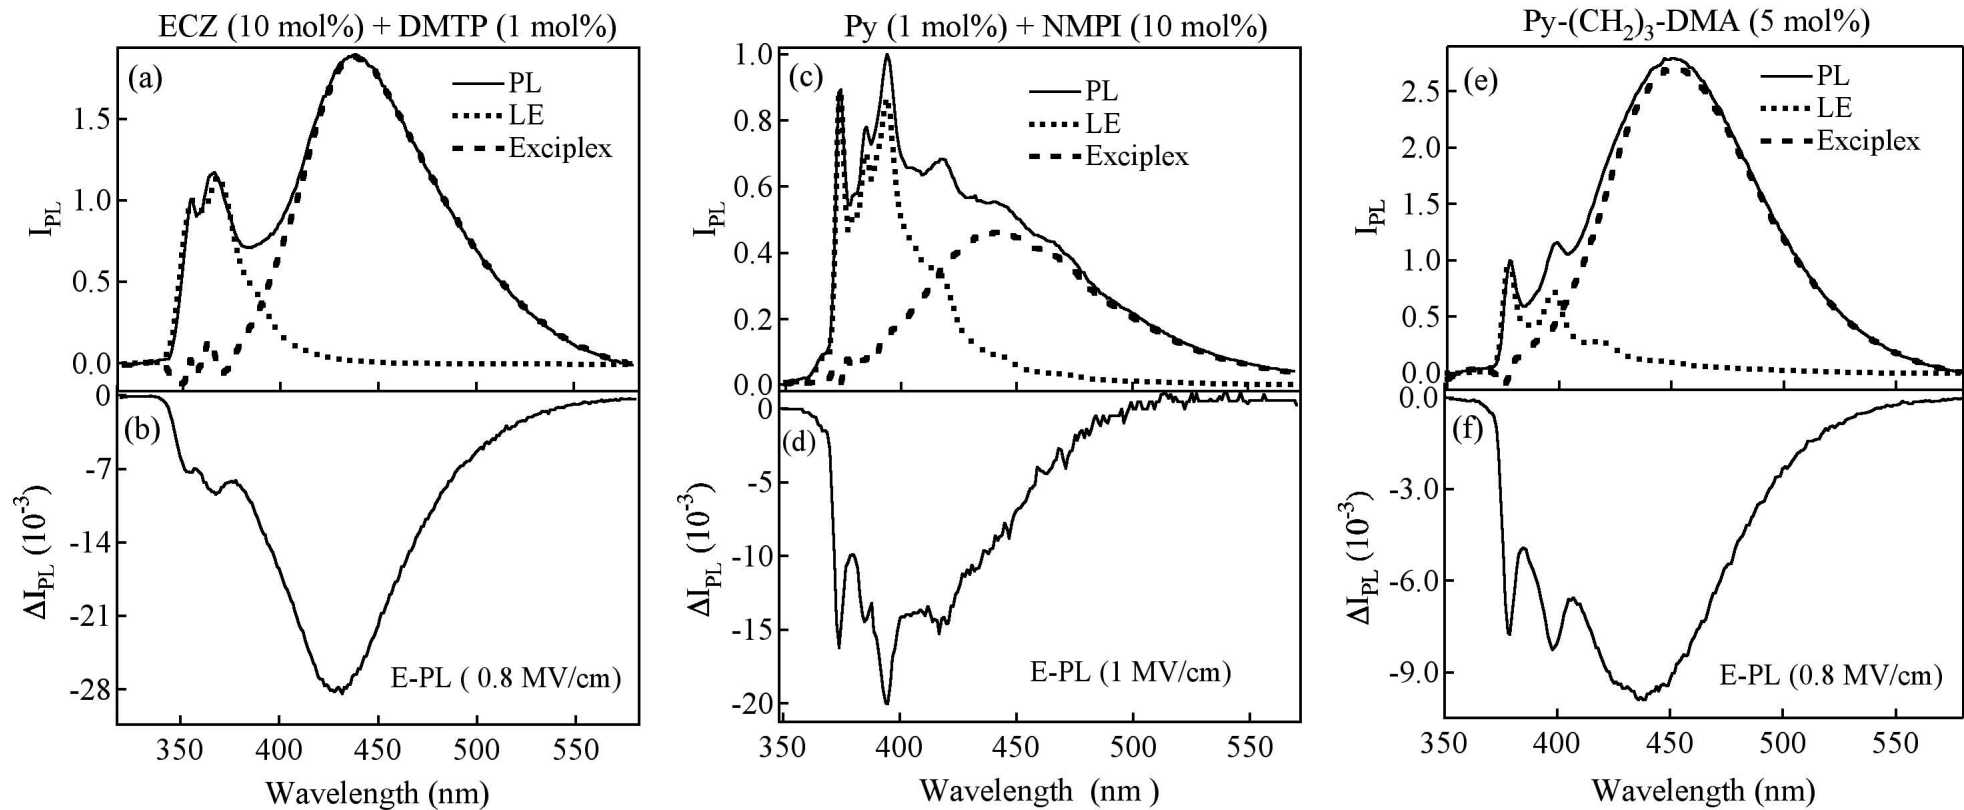 ECZ (10 mol%) + DMTP (1 mol%)
(a)
PL
LE
Exciplex
1.5
1.0
0.5
0.0
I_PL
(b)
0
-7
-14
-21
-28
ΔI_PL (10^-3)
E-PL ( 0.8 MV/cm)
350 400 450 500 550
Wavelength (nm)
Py (1 mol%) + NMPI (10 mol%)
(c)
PL
LE
Exciplex
1.0
0.8
0.6
0.4
0.2
0.0
I_PL
(d)
0
-5
-10
-15
-20
ΔI_PL (10^-3)
E-PL (1 MV/cm)
350 400 450 500 550
Wavelength (nm )
Py-(CH2)3-DMA (5 mol%)
(e)
PL
LE
Exciplex
2.5
2.0
1.5
1.0
0.5
0.0
I_PL
(f)
0.0
-3.0
-6.0
-9.0
ΔI_PL (10^-3)
E-PL (0.8 MV/cm)
350 400 450 500 550
Wavelength (nm)